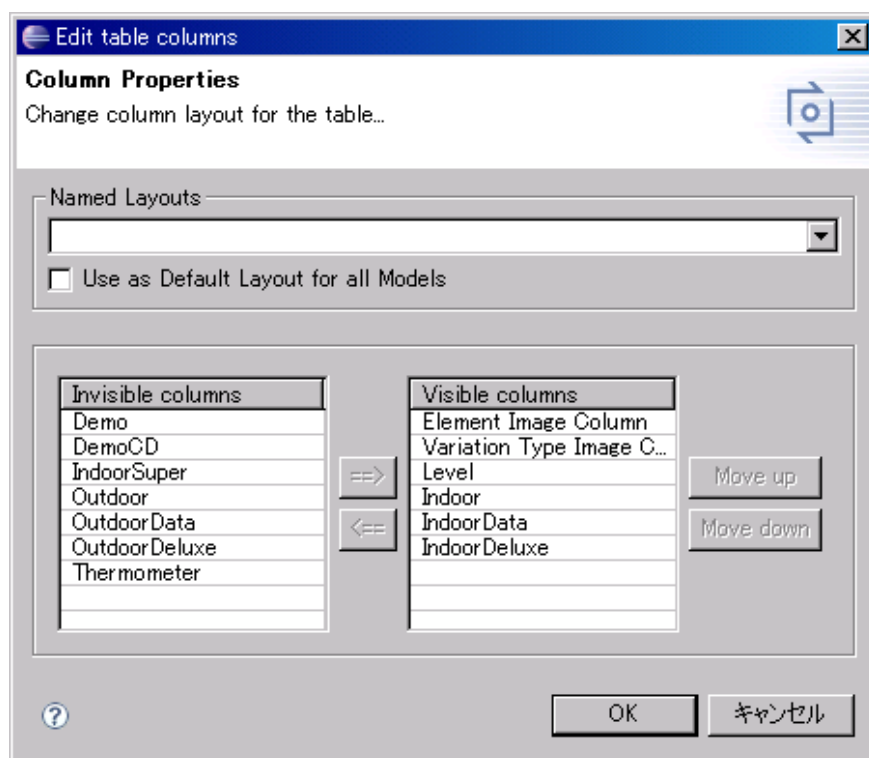 Edit table columns
Column Properties
Change column layout for the table...
Named Layouts
Use as Default Layout for all Models
Invisible columns
Demo
DemoCD
IndoorSuper
Outdoor
OutdoorData
OutdoorDeluxe
Thermometer
==>
<==
Visible columns
Element Image Column
Variation Type Image C...
Level
Indoor
IndoorData
IndoorDeluxe
Move up
Move down
?
OK
キャンセル